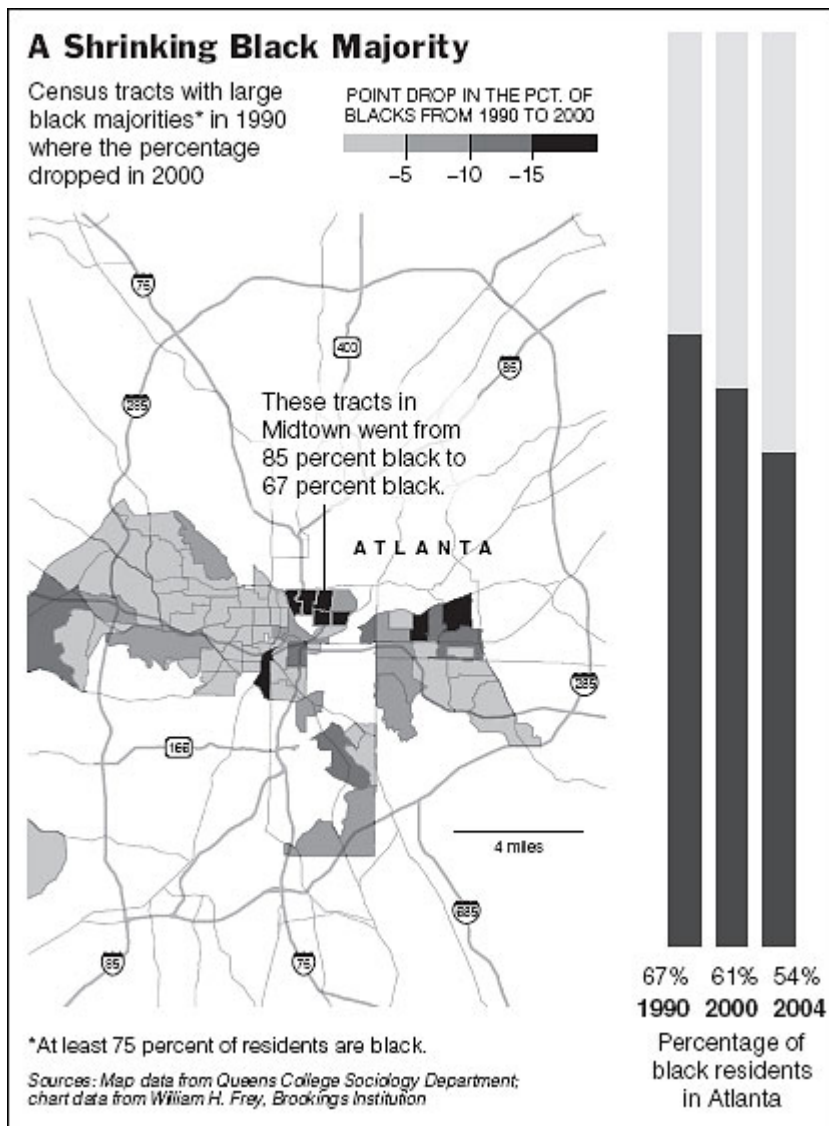 A Shrinking Black Majority
Census tracts with large
black majorities* in 1990
where the percentage
dropped in 2000
POINT DROP IN THE PCT. OF
BLACKS FROM 1990 TO 2000
–5 –10 –15
75
400
85
285
These tracts in
Midtown went from
85 percent black to
67 percent black.
ATLANTA
285
166
4 miles
685
85
75
67% 61% 54%
1990 2000 2004
Percentage of
black residents
in Atlanta
*At least 75 percent of residents are black.
Sources: Map data from Queens College Sociology Department;
chart data from William H. Frey, Brookings Institution